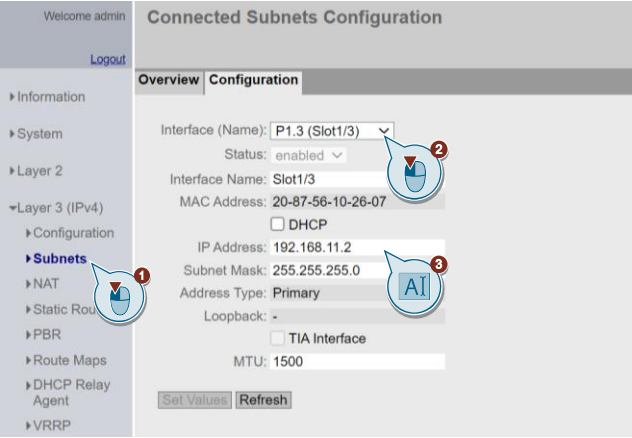 Welcome admin
Logout
Connected Subnets Configuration
Overview Configuration
Information
System
Layer 2
Layer 3 (IPv4)
Configuration
Subnets
NAT
Static Rou
PBR
Route Maps
DHCP Relay
Agent
VRRP
Interface (Name): P1.3 (Slot1/3)
Status: enabled
Interface Name: Slot1/3
MAC Address: 20-87-56-10-26-07
DHCP
IP Address: 192.168.11.2
Subnet Mask: 255.255.255.0
Address Type: Primary
Loopback: -
TIA Interface
MTU: 1500
Set Values Refresh
1
2
3
AI